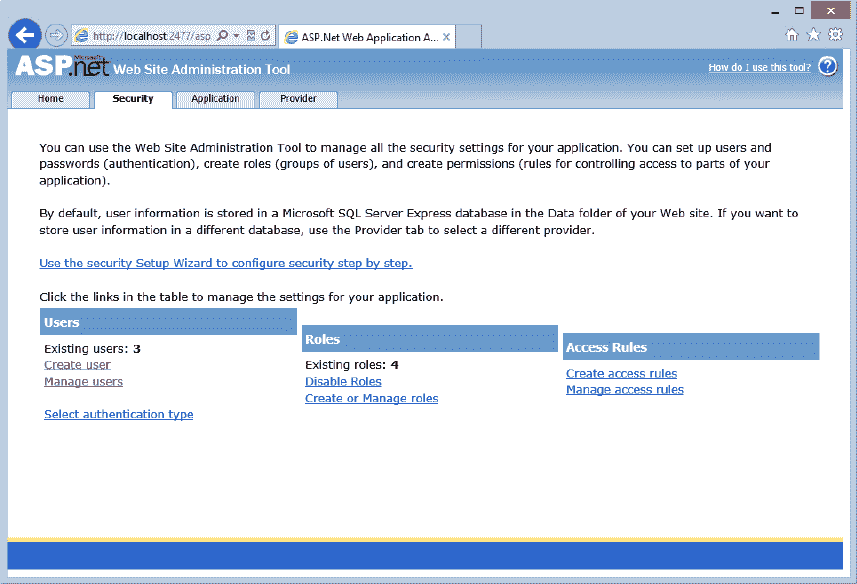 http://localhost:2477/asp
ASP.Net Web Application A...
Microsoft
ASP.net Web Site Administration Tool
How do I use this tool? ?
Home Security Application Provider
You can use the Web Site Administration Tool to manage all the security settings for your application. You can set up users and
passwords (authentication), create roles (groups of users), and create permissions (rules for controlling access to parts of your
application).
By default, user information is stored in a Microsoft SQL Server Express database in the Data folder of your Web site. If you want to
store user information in a different database, use the Provider tab to select a different provider.
Use the security Setup Wizard to configure security step by step.
Click the links in the table to manage the settings for your application.
Users
Existing users: 3
Create user
Manage users
Select authentication type
Roles
Existing roles: 4
Disable Roles
Create or Manage roles
Access Rules
Create access rules
Manage access rules